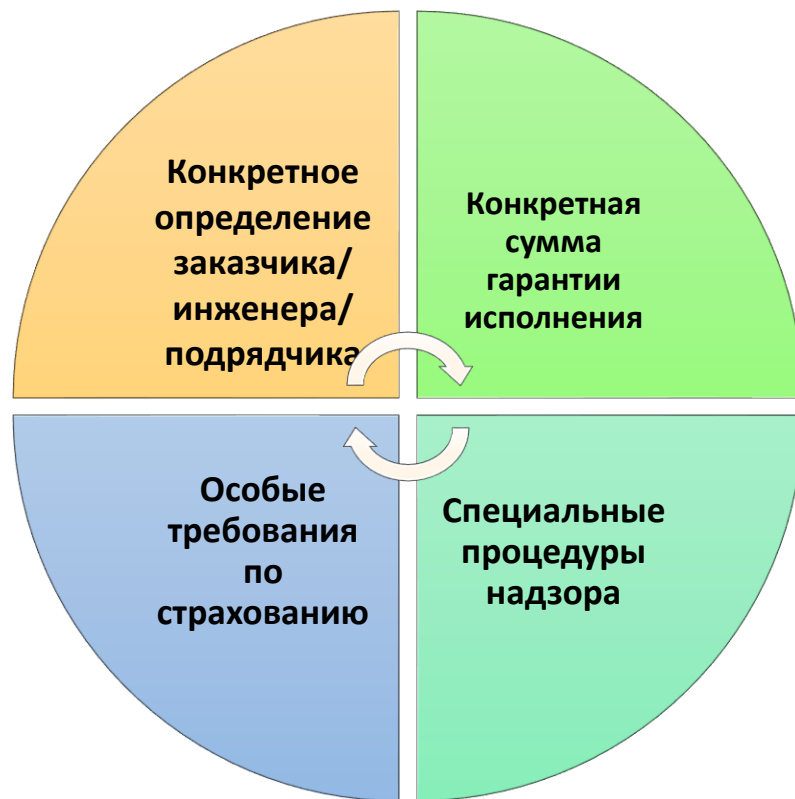 Конкретное
определение
заказчика/
инженера/
подрядчика
Конкретная
сумма
гарантии
исполнения
Особые
требования
по
страхованию
Специальные
процедуры
надзора